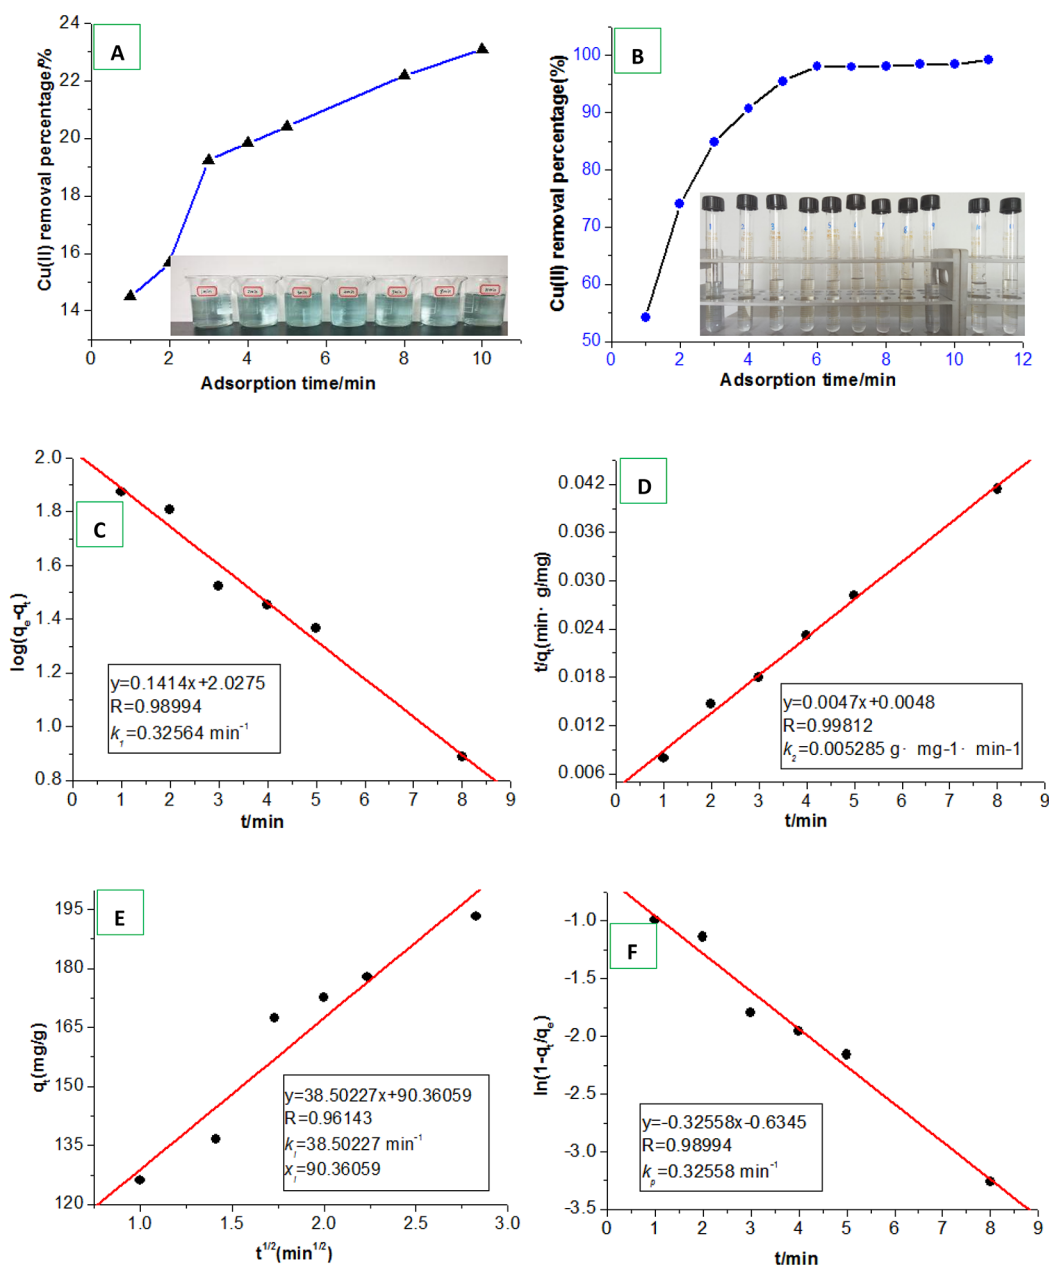 A
Cu(II) removal percentage/%
24
22
20
18
16
14
0
2
4
6
8
10
Adsorption time/min
B
Cu(II) removal percentage(%)
100
90
80
70
60
50
0
2
4
6
8
10
12
Adsorption time/min
C
log(qe-qt)
2.0
1.8
1.6
1.4
1.2
1.0
0.8
y=0.1414x+2.0275
R=0.98994
k1=0.32564 min-1
0
1
2
3
4
5
6
7
8
9
t/min
D
t/qt(min· g/mg)
0.042
0.036
0.030
0.024
0.018
0.012
0.006
y=0.0047x+0.0048
R=0.99812
k2=0.005285 g· mg-1· min-1
0
1
2
3
4
5
6
7
8
9
t/min
E
qt(mg/g)
195
180
165
150
135
120
y=38.50227x+90.36059
R=0.96143
kI=38.50227 min-1
xI=90.36059
1.0
1.5
2.0
2.5
3.0
t1/2(min1/2)
F
ln(1-qt/qe)
-1.0
-1.5
-2.0
-2.5
-3.0
-3.5
y=-0.32558x-0.6345
R=0.98994
kp=0.32558 min-1
0
1
2
3
4
5
6
7
8
9
t/min